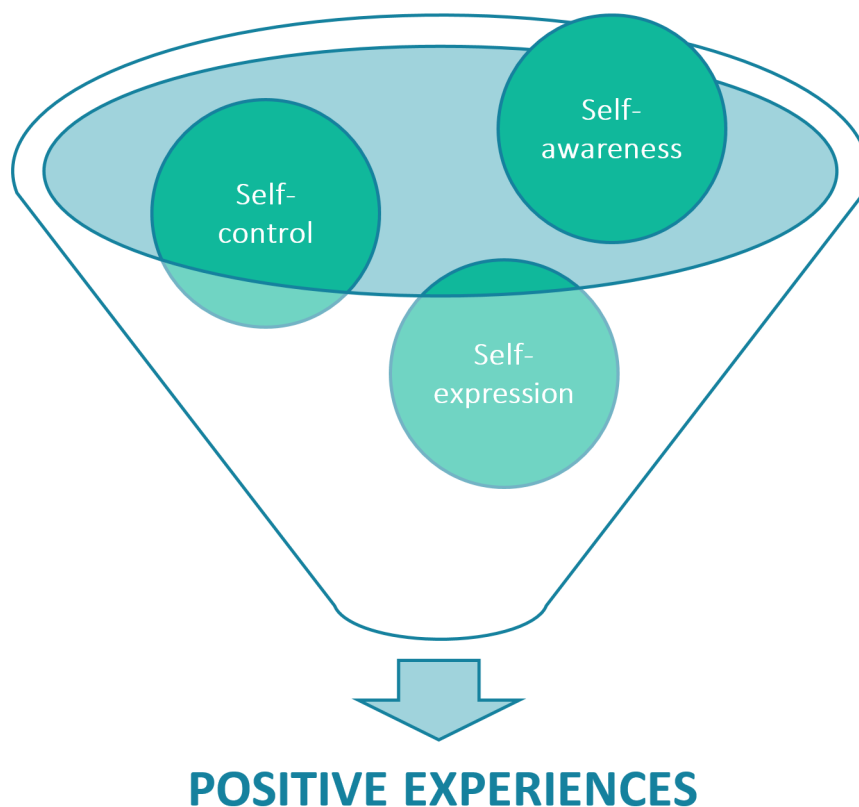 Self-
awareness
Self-
control
Self-
expression
POSITIVE EXPERIENCES